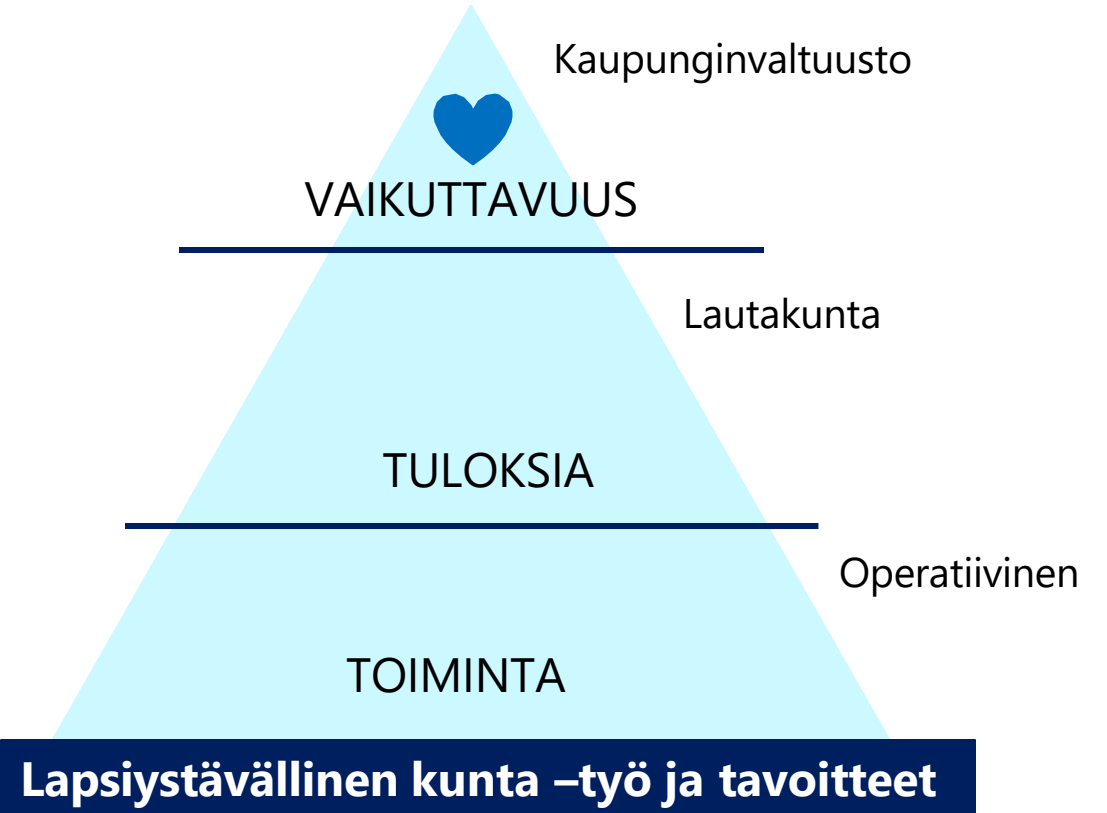 Kaupunginvaltuusto
VAIKUTTAVUUS
Lautakunta
TULOKSIA
Operatiivinen
TOIMINTA
Lapsiystävällinen kunta –työ ja tavoitteet